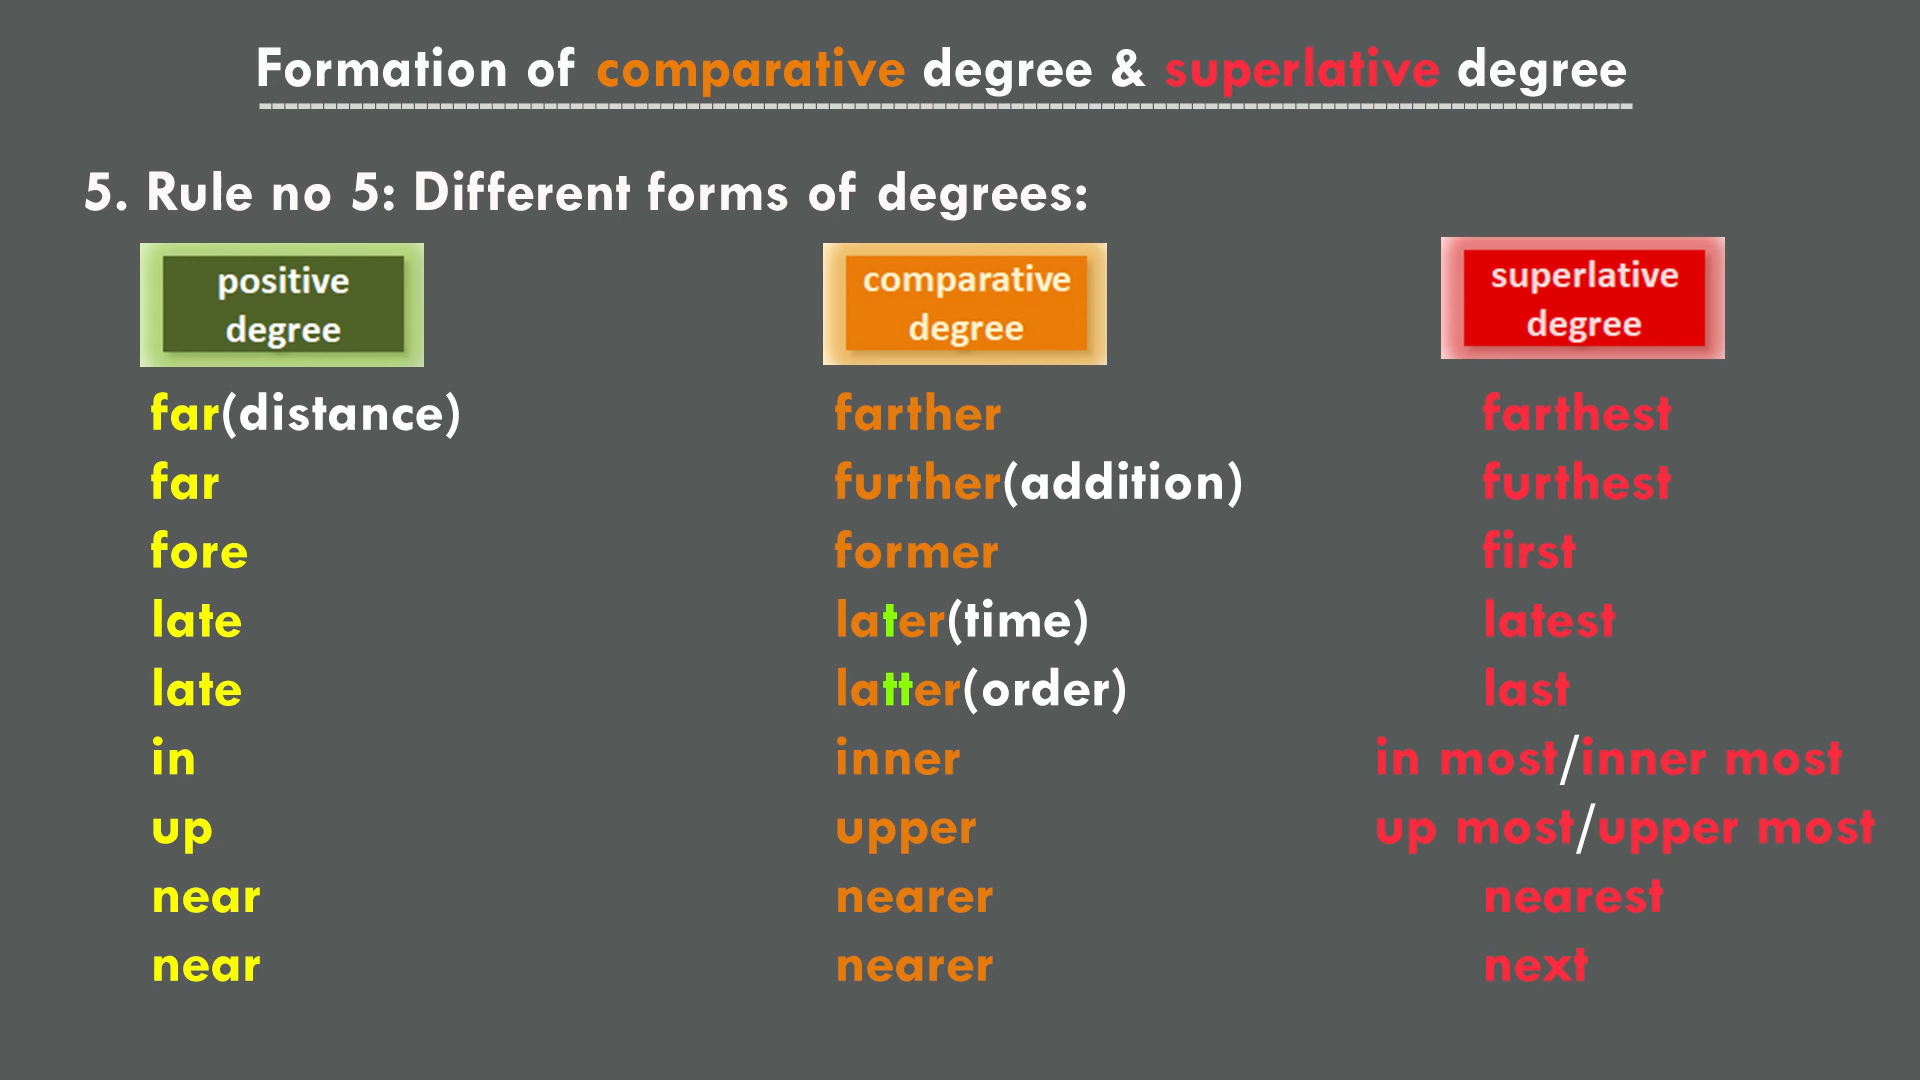 Formation of comparative degree & superlative degree
5. Rule no 5: Different forms of degrees:
positive degree comparative degree superlative degree
far(distance) farther farthest
far further(addition) furthest
fore former first
late later(time) latest
late latter(order) last
in inner in most/inner most
up upper up most/upper most
near nearer nearest
near nearer next